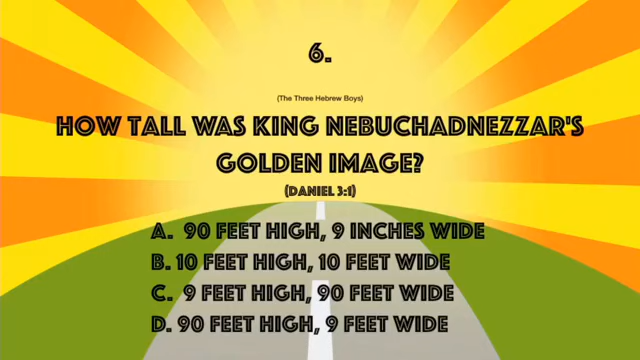 6.
(The Three Hebrew Boys)
HOW TALL WAS KING NEBUCHADNEZZAR'S
GOLDEN IMAGE?
(DANIEL 3:1)
A. 90 FEET HIGH, 9 INCHES WIDE
B. 10 FEET HIGH, 10 FEET WIDE
C. 9 FEET HIGH, 90 FEET WIDE
D. 90 FEET HIGH, 9 FEET WIDE